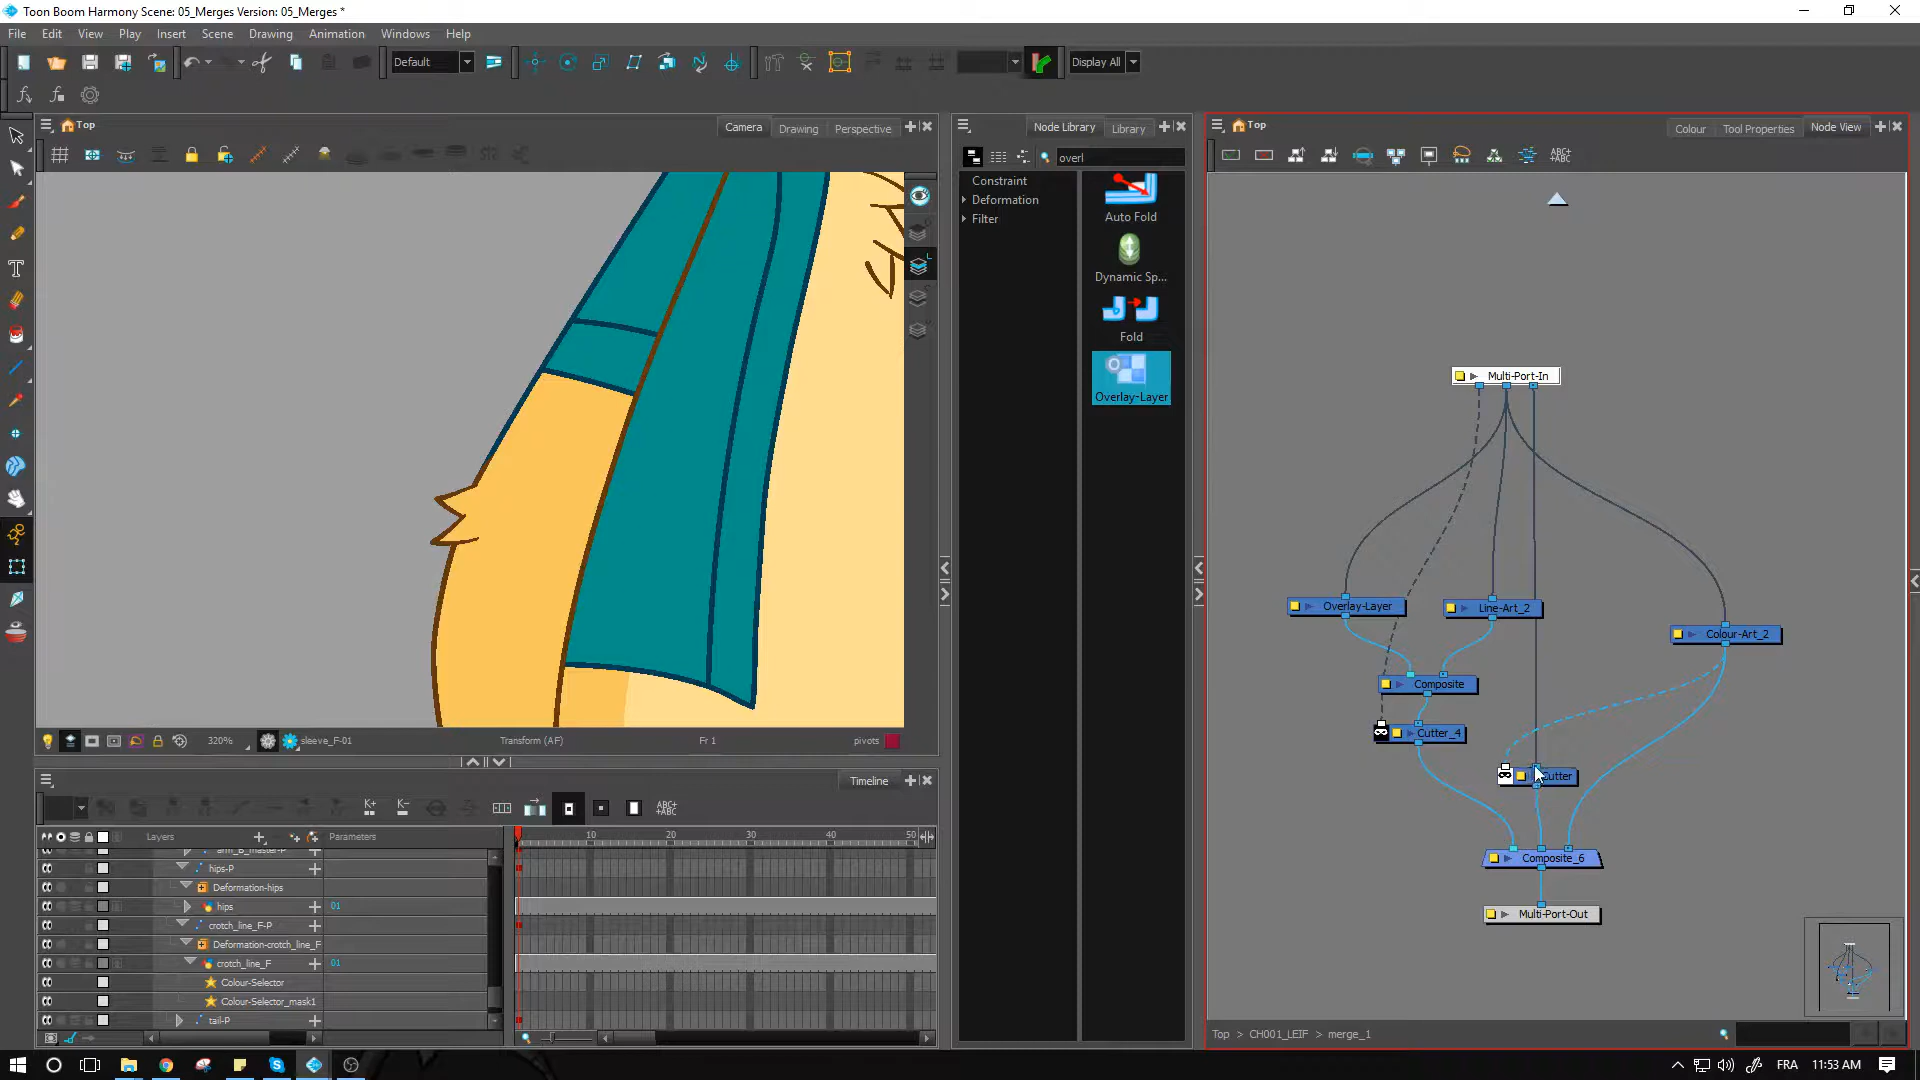 Toon Boom Harmony Scene: 05_Merges Version: 05_Merges *
File Edit View Play Insert Scene Drawing Animation Windows Help
Default
Display All
Top
Camera Drawing Perspective
Node Library Library
overl
Constraint
Deformation
Filter
Auto Fold
Dynamic Sp...
Fold
Overlay-Layer
Top
Colour Tool Properties Node View
ABC+
+ABC
Multi-Port-In
Overlay-Layer
Line-Art_2
Colour-Art_2
Composite
Cutter_4
Cutter
Composite_6
Multi-Port-Out
Top > CH001_LEIF > merge_1
320% sleeve_F-01 Transform (AF) Fr 1 pivots
Timeline
K+ K- ABC+
+ABC
Layers Parameters 10 20 30 40 50
arm_B_master-P
hips-P
Deformation-hips
hips 01
crotch_line_F-P
Deformation-crotch_line_F
crotch_line_F 01
Colour-Selector
Colour-Selector_mask1
tail-P
FRA 11:53 AM